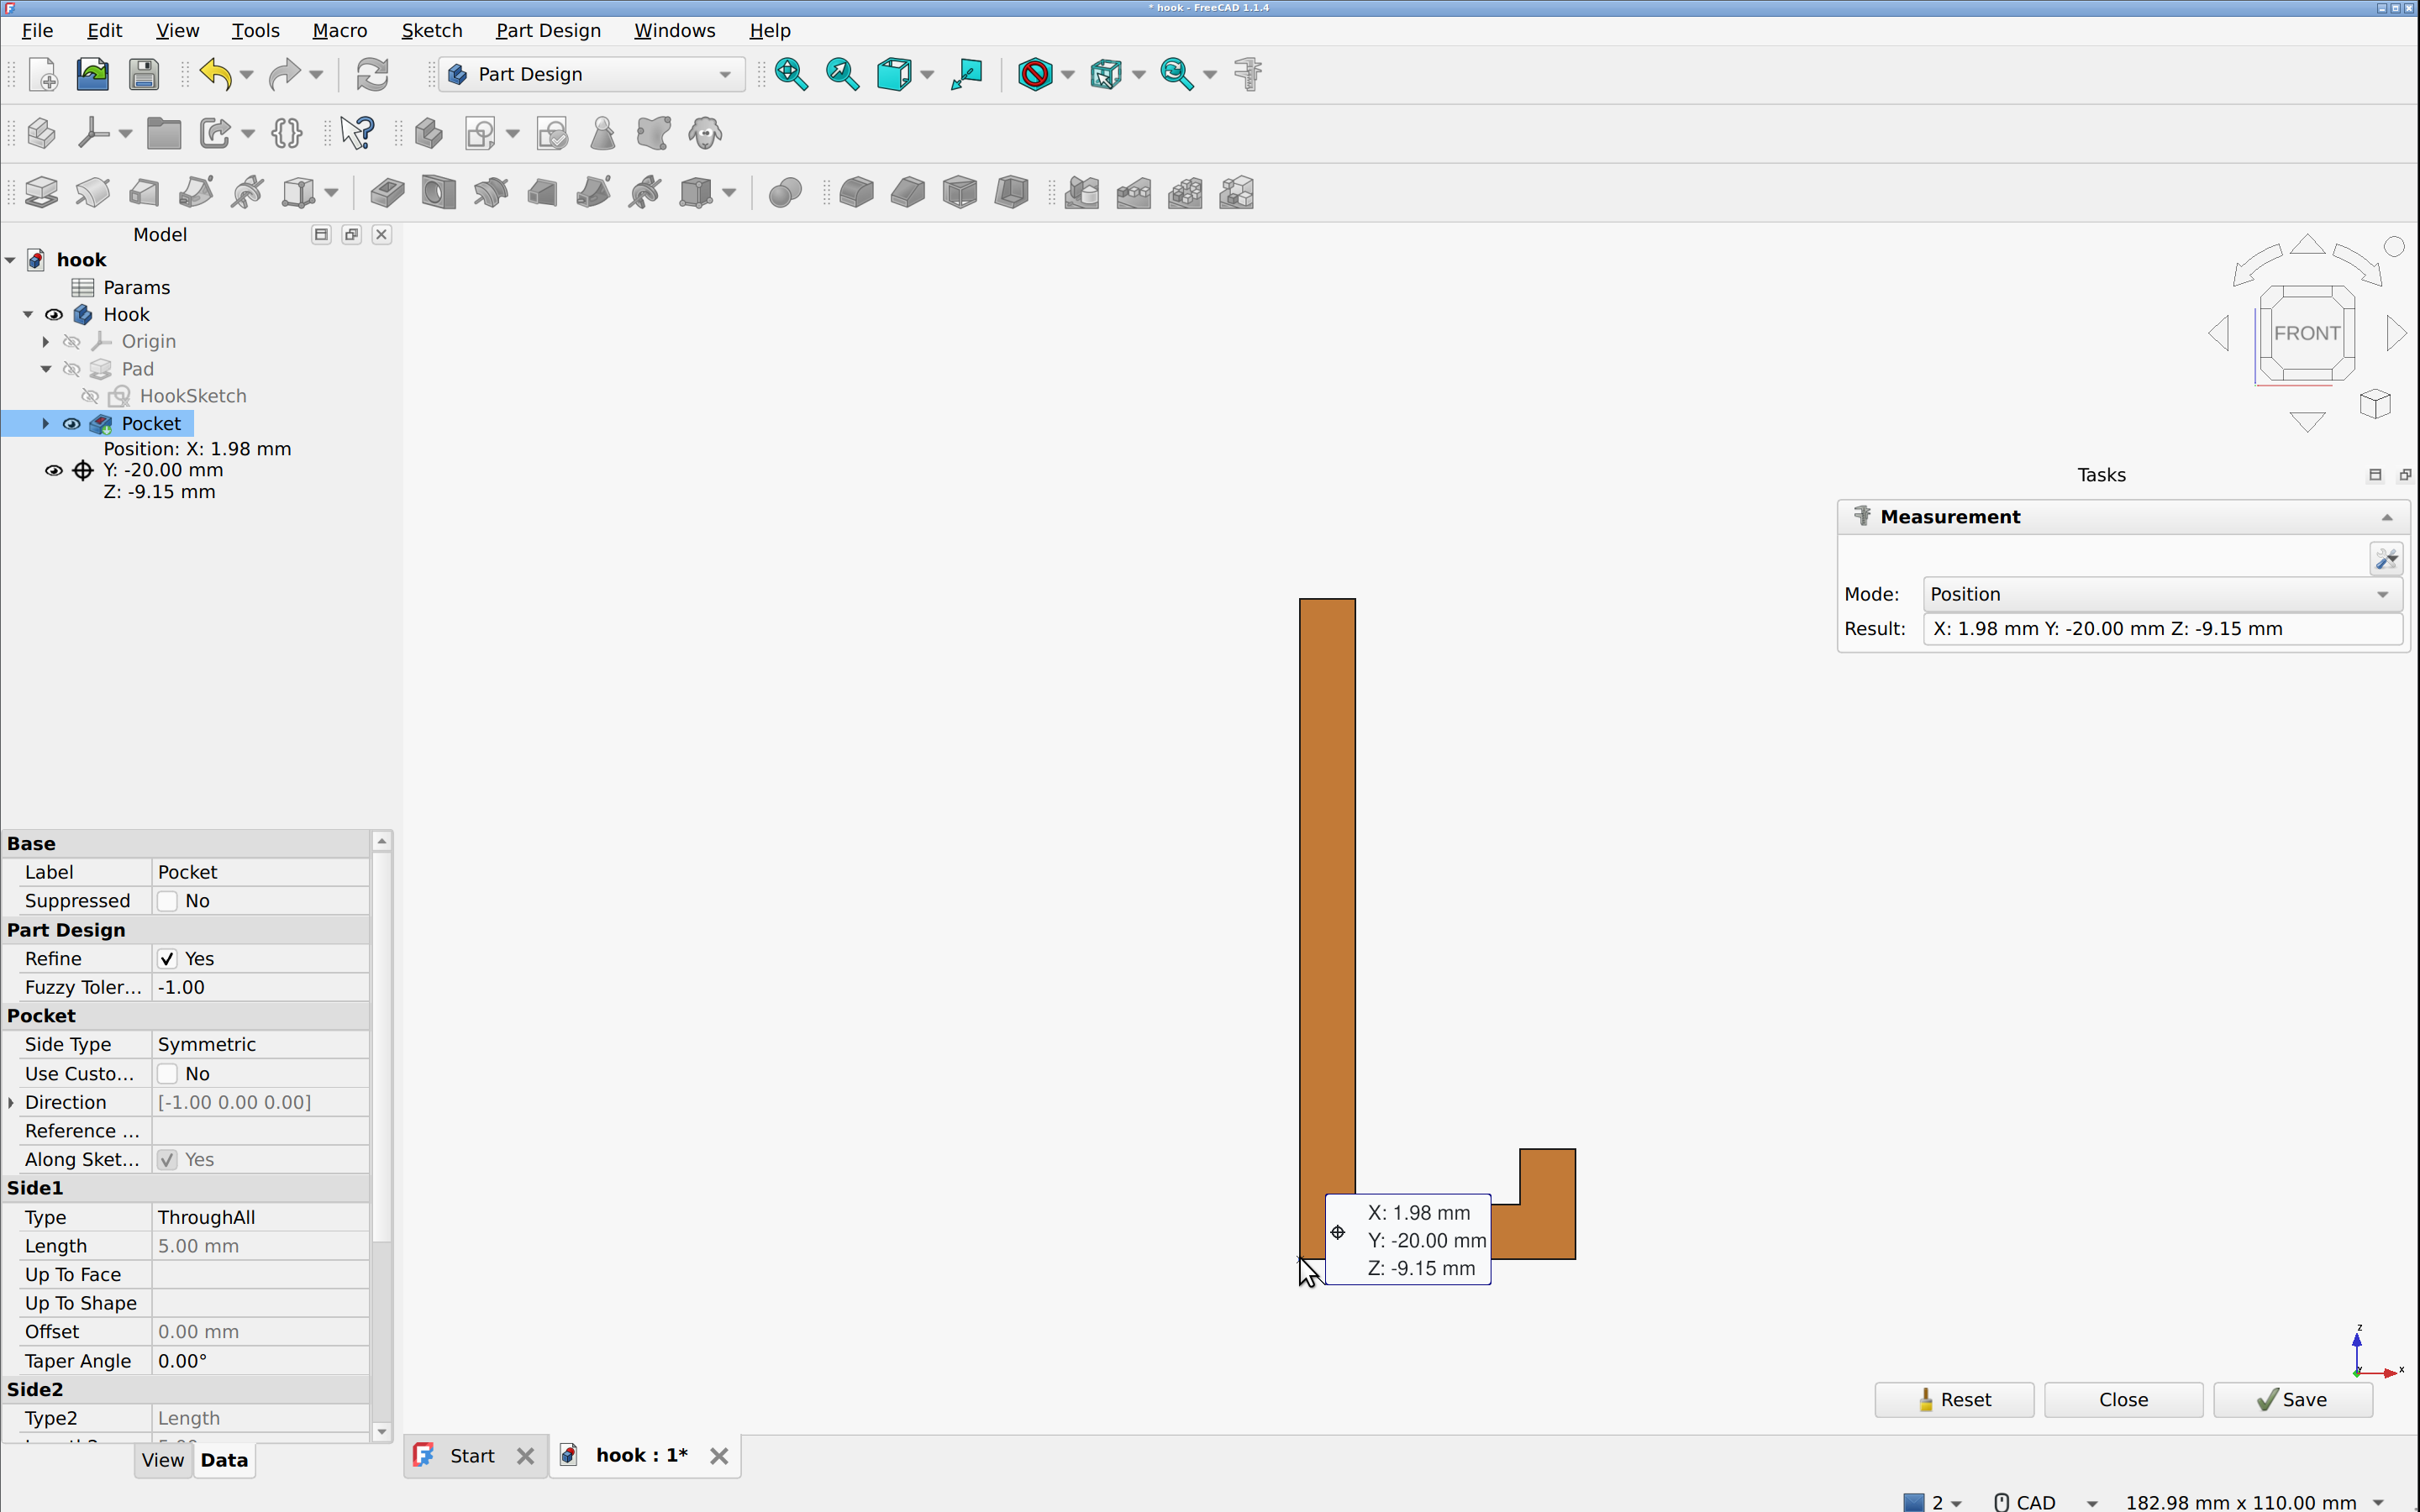 * hook - FreeCAD 1.1.4
File Edit View Tools Macro Sketch Part Design Windows Help
Part Design
Model
hook
Params
Hook
Origin
Pad
HookSketch
Pocket
Position: X: 1.98 mm
Y: -20.00 mm
Z: -9.15 mm
FRONT
Tasks
Measurement
Mode: Position
Result: X: 1.98 mm Y: -20.00 mm Z: -9.15 mm
X: 1.98 mm
Y: -20.00 mm
Z: -9.15 mm
Base
Label Pocket
Suppressed No
Part Design
Refine Yes
Fuzzy Toler... -1.00
Pocket
Side Type Symmetric
Use Custo... No
Direction [-1.00 0.00 0.00]
Reference ...
Along Sket... Yes
Side1
Type ThroughAll
Length 5.00 mm
Up To Face
Up To Shape
Offset 0.00 mm
Taper Angle 0.00°
Side2
Type2 Length
z
x
Reset Close Save
View Data
Start hook : 1*
2 CAD 182.98 mm x 110.00 mm